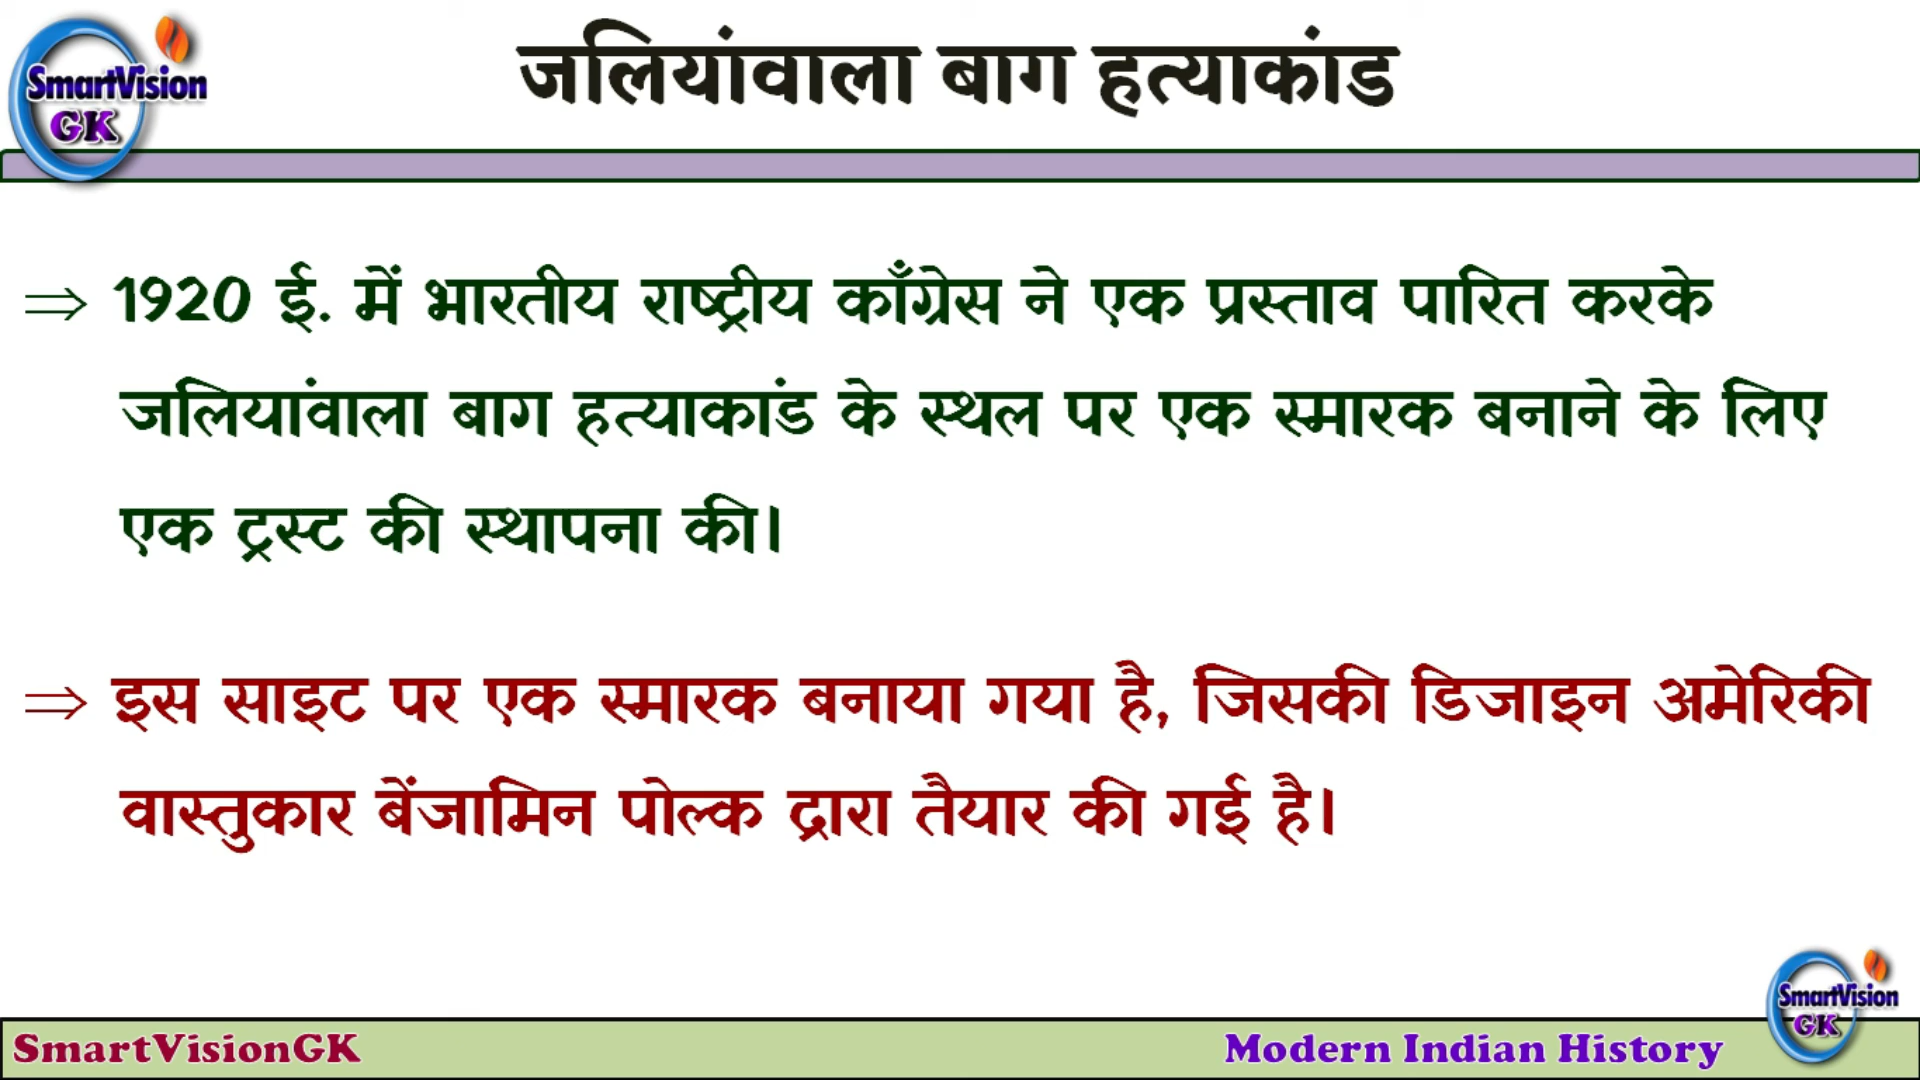 SmartVision
GK
जलियांवाला बाग हत्याकांड
⇒ 1920 ई. में भारतीय राष्ट्रीय काँग्रेस ने एक प्रस्ताव पारित करके
जलियांवाला बाग हत्याकांड के स्थल पर एक स्मारक बनाने के लिए
एक ट्रस्ट की स्थापना की।
⇒ इस साइट पर एक स्मारक बनाया गया है, जिसकी डिजाइन अमेरिकी
वास्तुकार बेंजामिन पोल्क द्वारा तैयार की गई है।
SmartVision
GK
SmartVisionGK
Modern Indian History